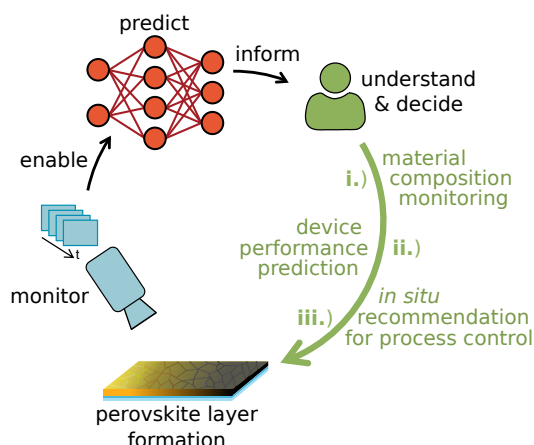 predict
inform
understand
& decide
enable
i.) material
composition
monitoring
device
performance
prediction
ii.)
t
monitor
in situ
iii.) recommendation
for process control
perovskite layer
formation